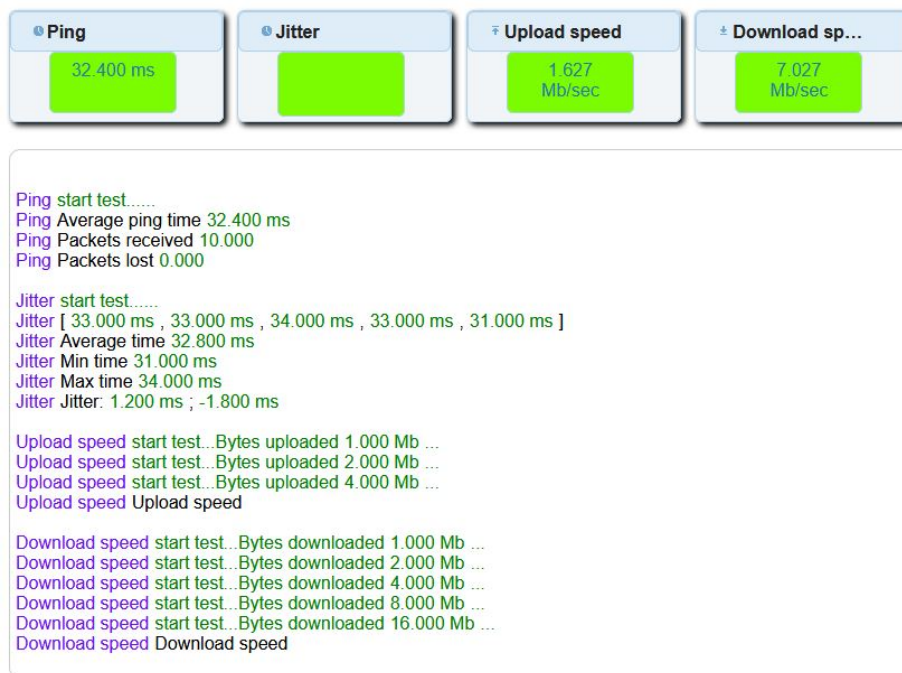 Ping
Jitter
Upload speed
Download sp...
32.400 ms
1.627
Mb/sec
7.027
Mb/sec
Ping start test......
Ping Average ping time 32.400 ms
Ping Packets received 10.000
Ping Packets lost 0.000
Jitter start test......
Jitter [ 33.000 ms , 33.000 ms , 34.000 ms , 33.000 ms , 31.000 ms ]
Jitter Average time 32.800 ms
Jitter Min time 31.000 ms
Jitter Max time 34.000 ms
Jitter Jitter: 1.200 ms ; -1.800 ms
Upload speed start test...Bytes uploaded 1.000 Mb ...
Upload speed start test...Bytes uploaded 2.000 Mb ...
Upload speed start test...Bytes uploaded 4.000 Mb ...
Upload speed Upload speed
Download speed start test...Bytes downloaded 1.000 Mb ...
Download speed start test...Bytes downloaded 2.000 Mb ...
Download speed start test...Bytes downloaded 4.000 Mb ...
Download speed start test...Bytes downloaded 8.000 Mb ...
Download speed start test...Bytes downloaded 16.000 Mb ...
Download speed Download speed